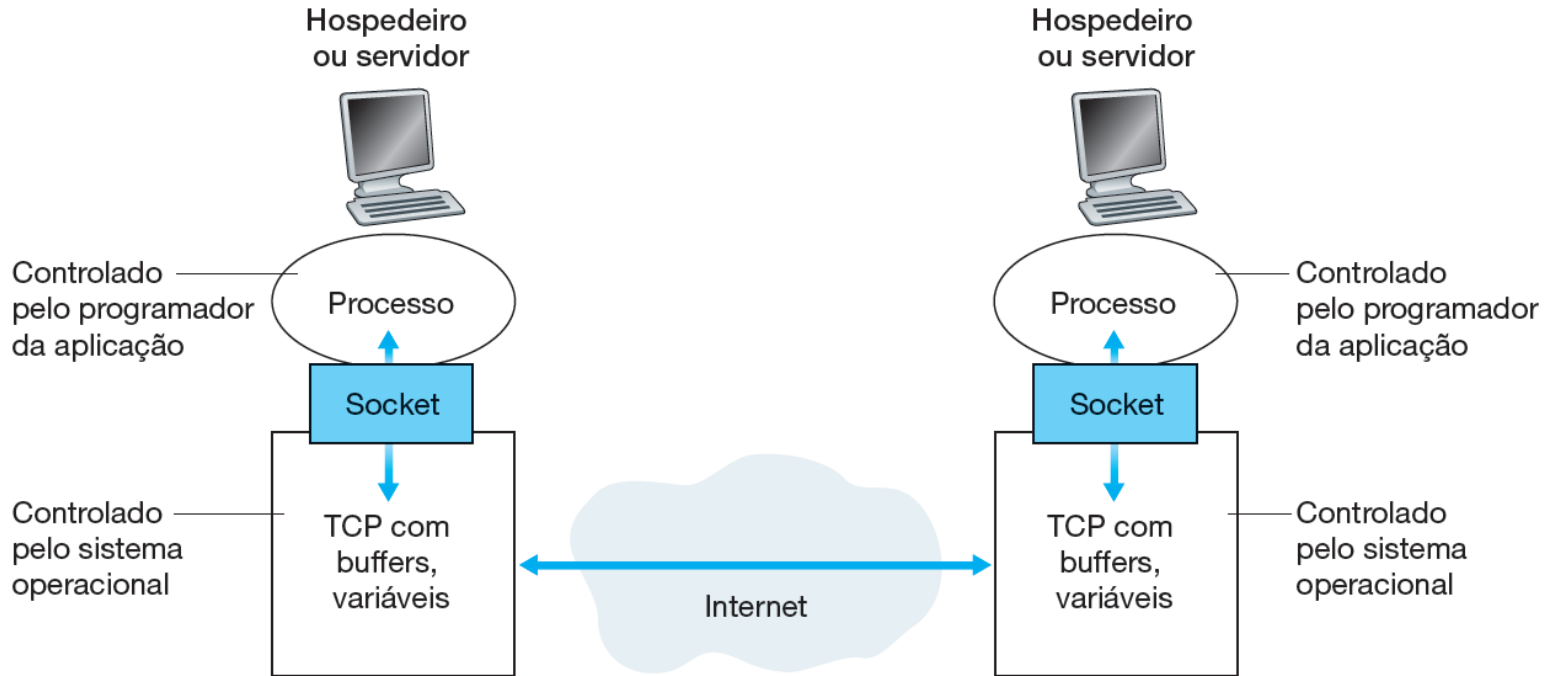 Hospedeiro
ou servidor
Hospedeiro
ou servidor
Controlado
pelo programador
da aplicação
Processo
Processo
Controlado
pelo programador
da aplicação
Socket
Socket
Controlado
pelo sistema
operacional
TCP com
buffers,
variáveis
Internet
TCP com
buffers,
variáveis
Controlado
pelo sistema
operacional